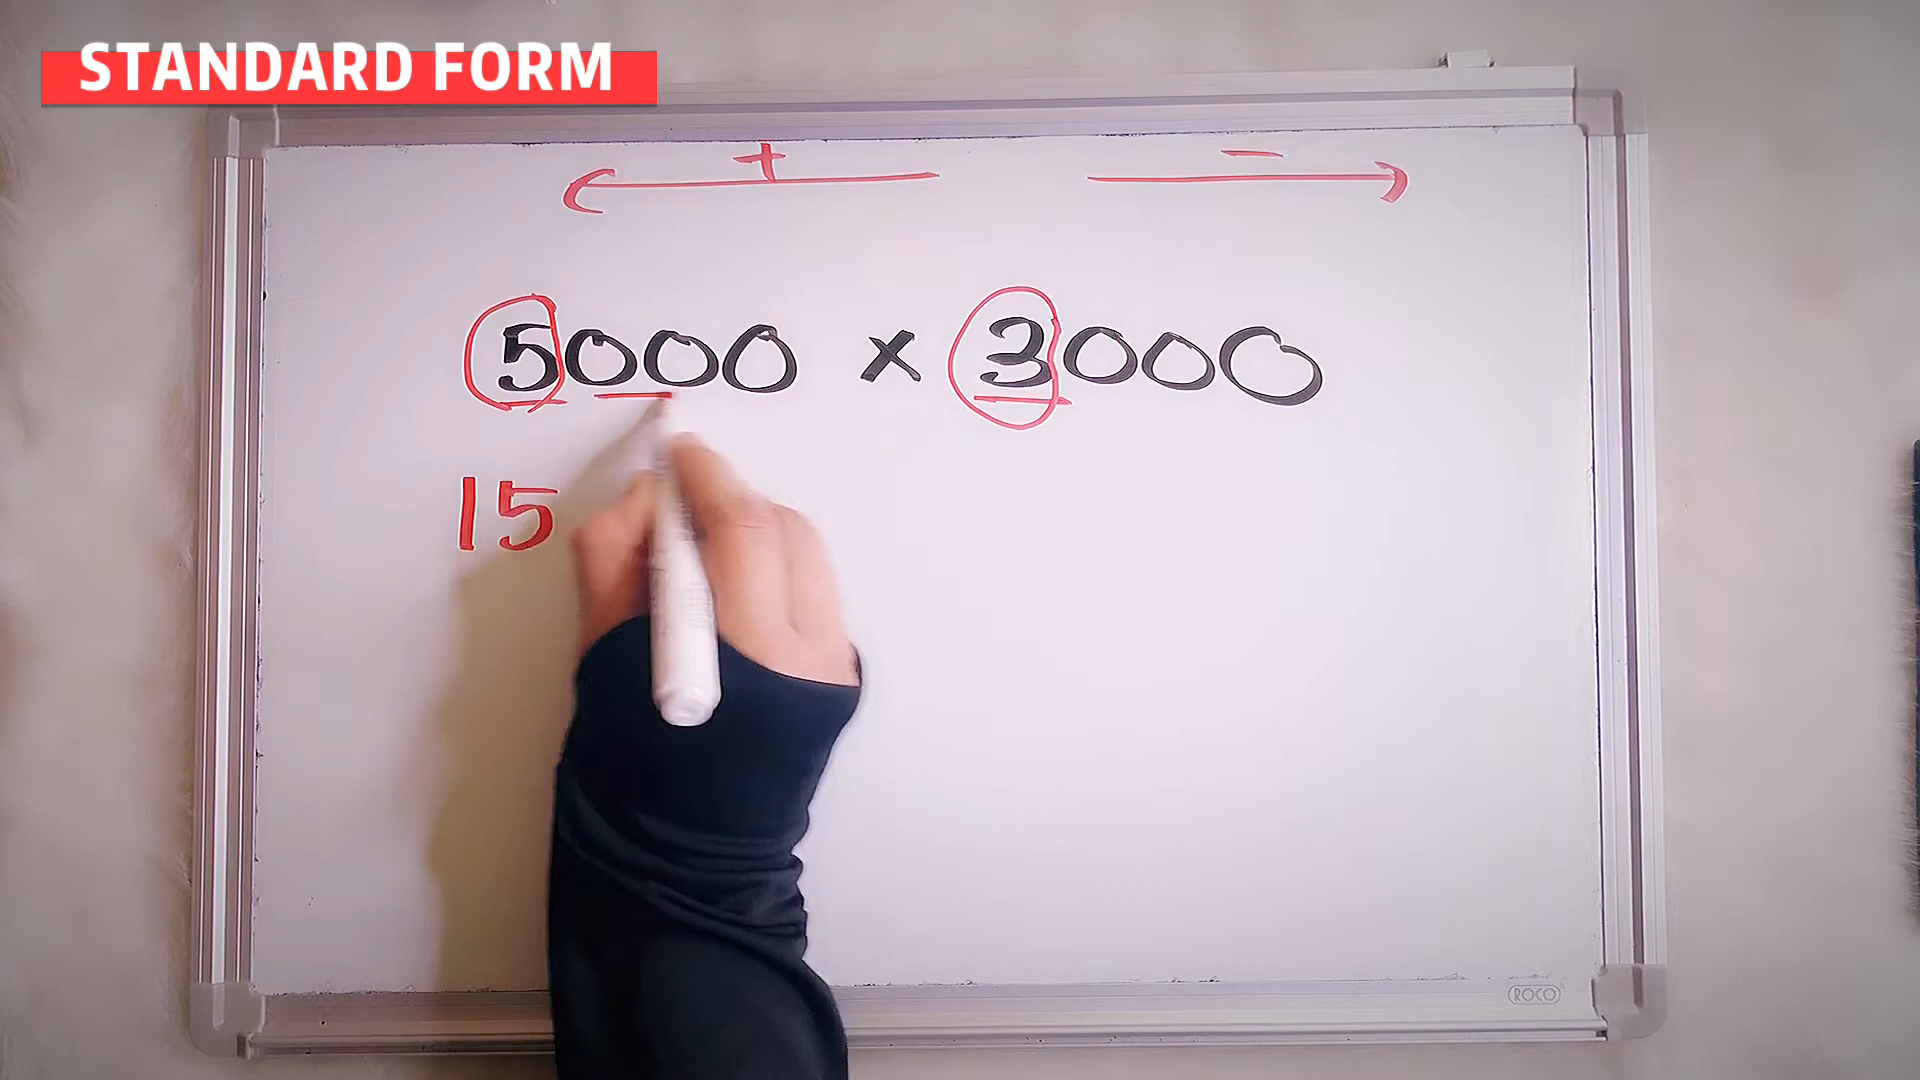 STANDARD FORM
+ −
5000 × 3000
15
ROCO